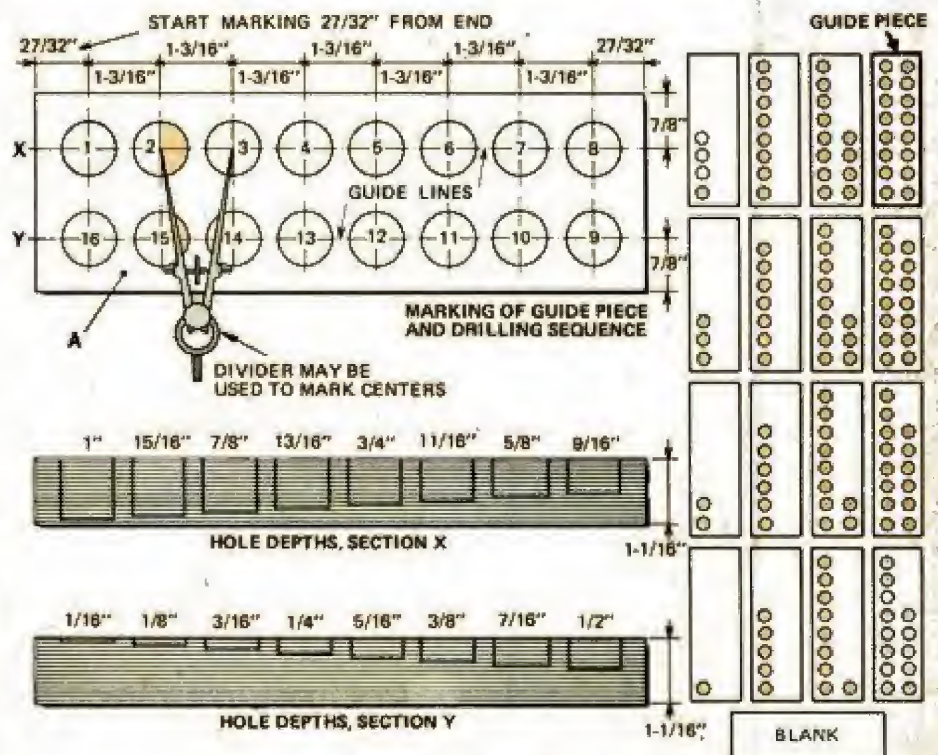 START MARKING 27/32" FROM END
GUIDE PIECE
27/32" 1-3/16" 1-3/16" 1-3/16" 27/32"
1-3/16" 1-3/16" 1-3/16" 1-3/16"
7/8"
X 1 2 3 4 5 6 7 8
GUIDE LINES
Y 16 15 14 13 12 11 10 9
7/8"
A
MARKING OF GUIDE PIECE
AND DRILLING SEQUENCE
DIVIDER MAY BE
USED TO MARK CENTERS
1" 15/16" 7/8" 13/16" 3/4" 11/16" 5/8" 9/16"
HOLE DEPTHS, SECTION X
1-1/16"
1/16" 1/8" 3/16" 1/4" 5/16" 3/8" 7/16" 1/2"
HOLE DEPTHS, SECTION Y
1-1/16"
BLANK